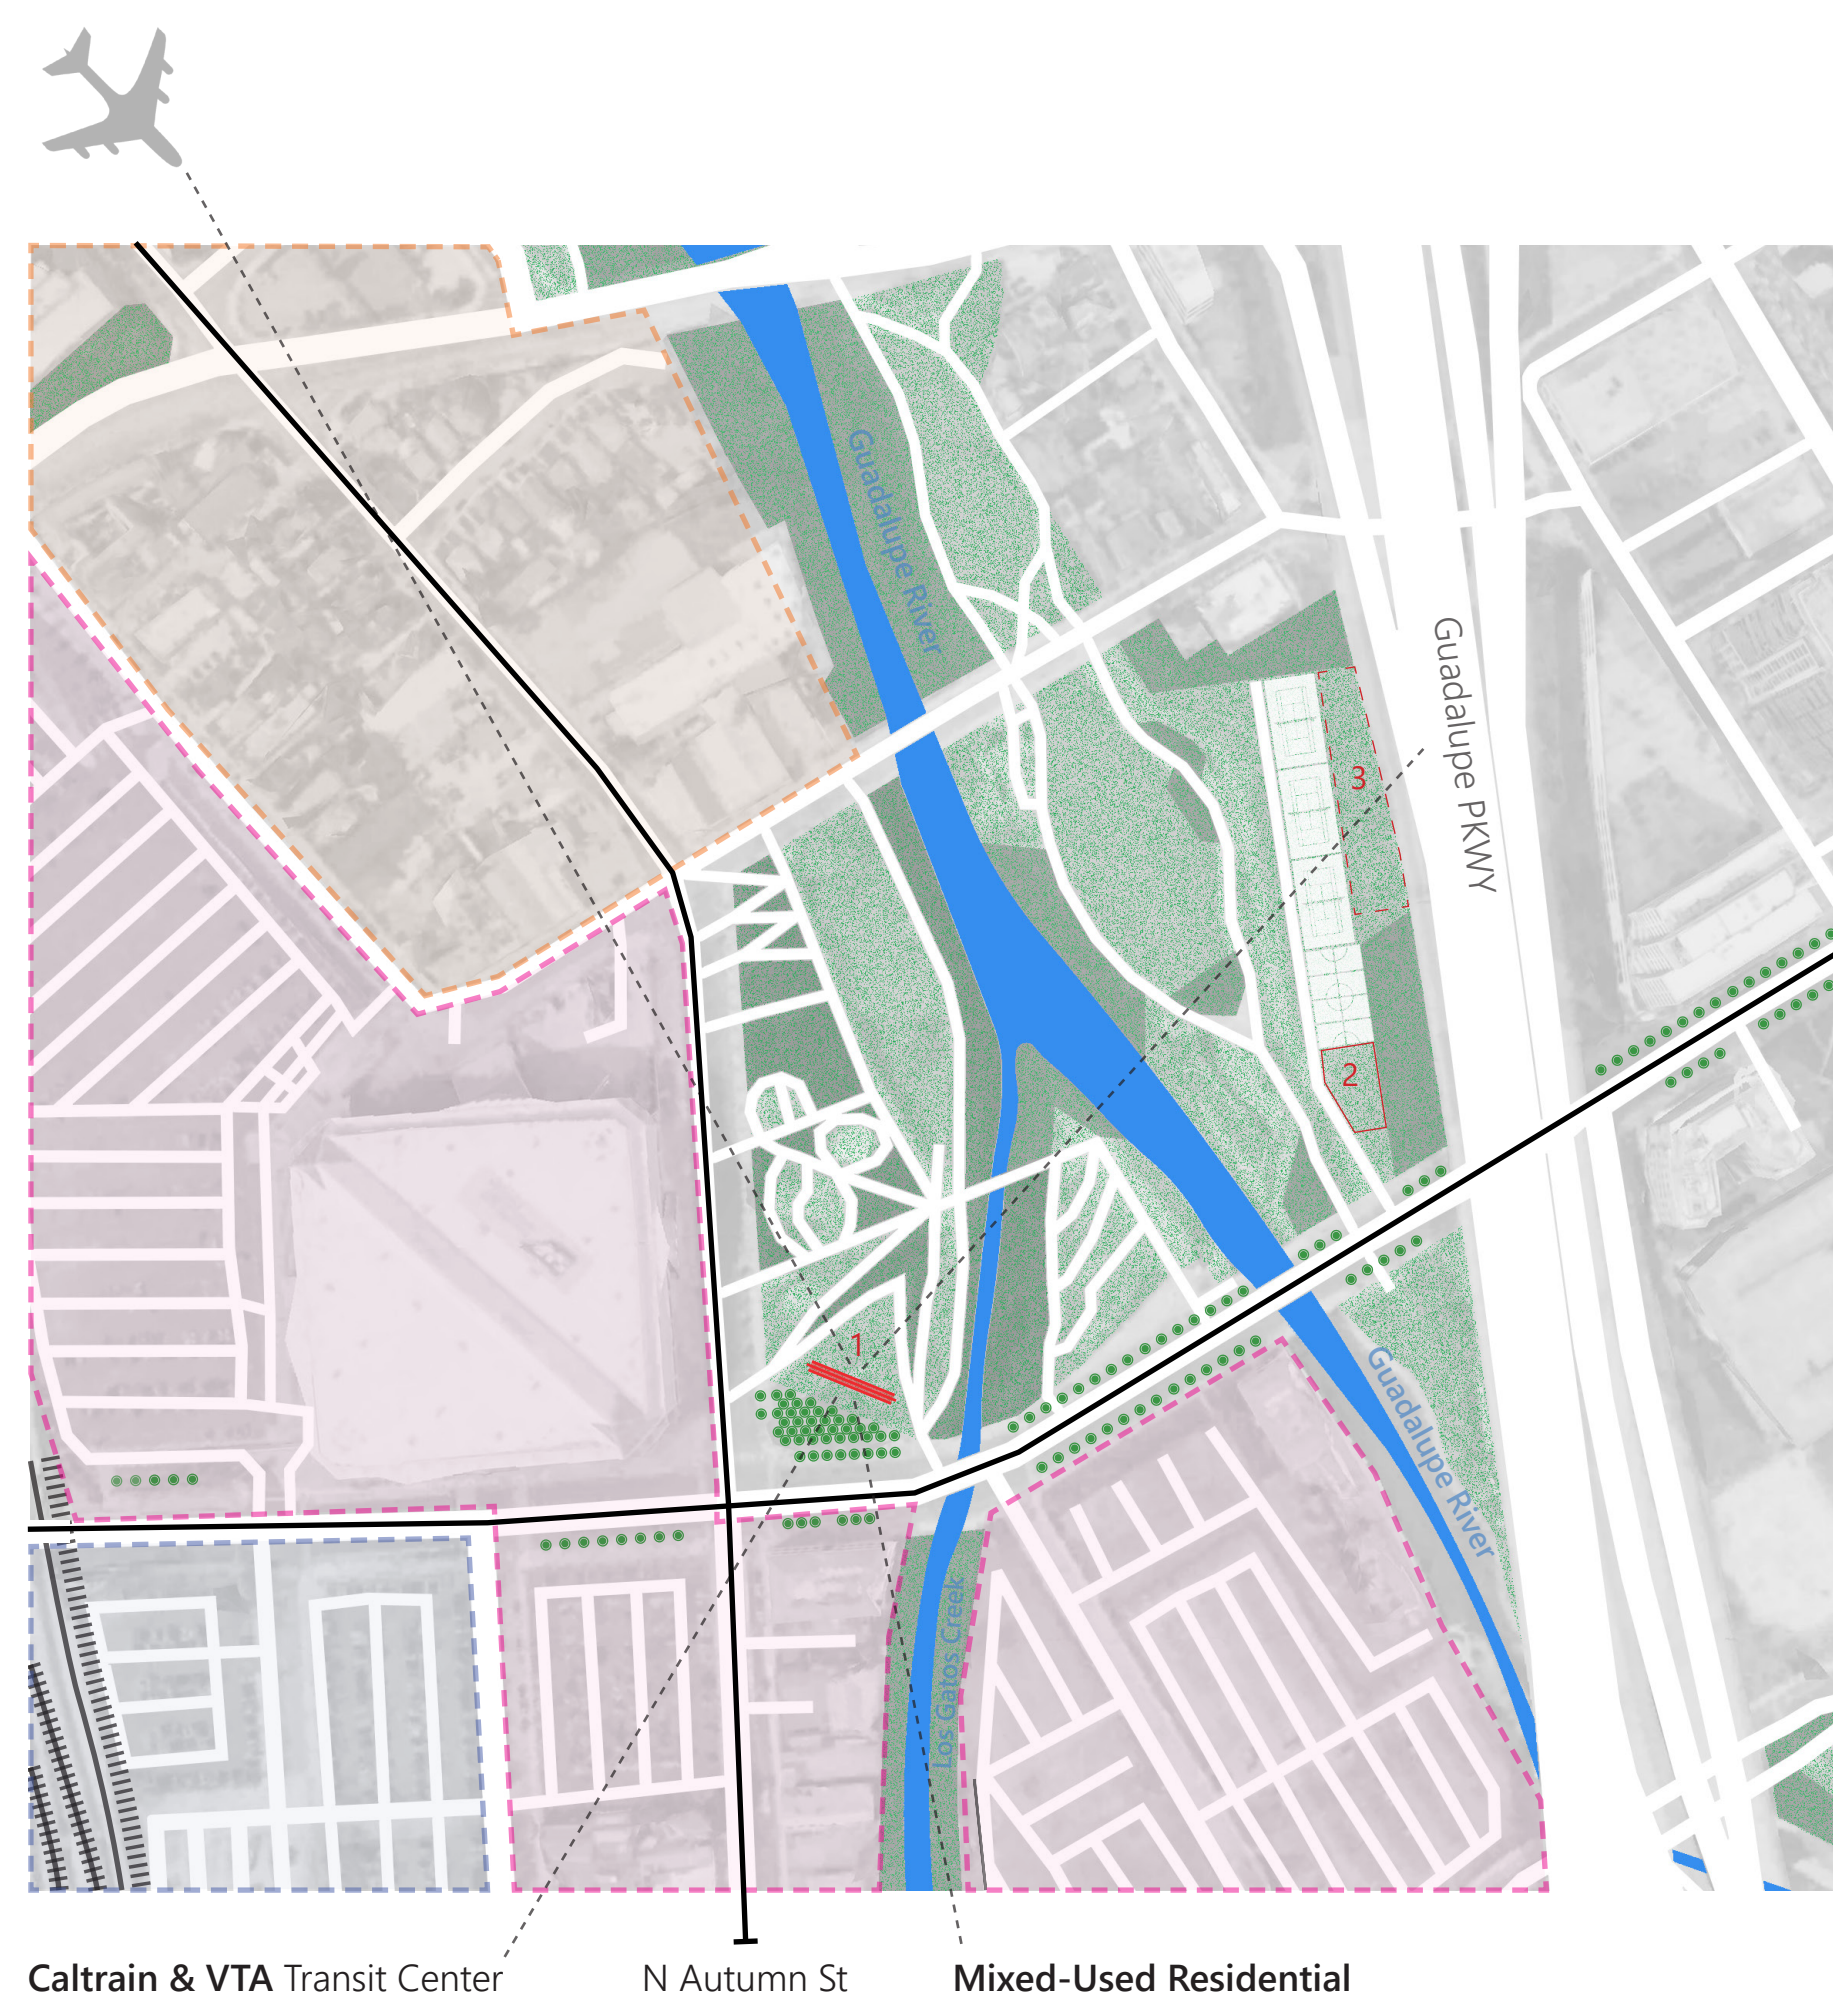 Guadalupe River
Guadalupe PKWY
3
2
1
Guadalupe River
Los Gatos Creek
Caltrain & VTA Transit Center
N Autumn St
Mixed-Used Residential